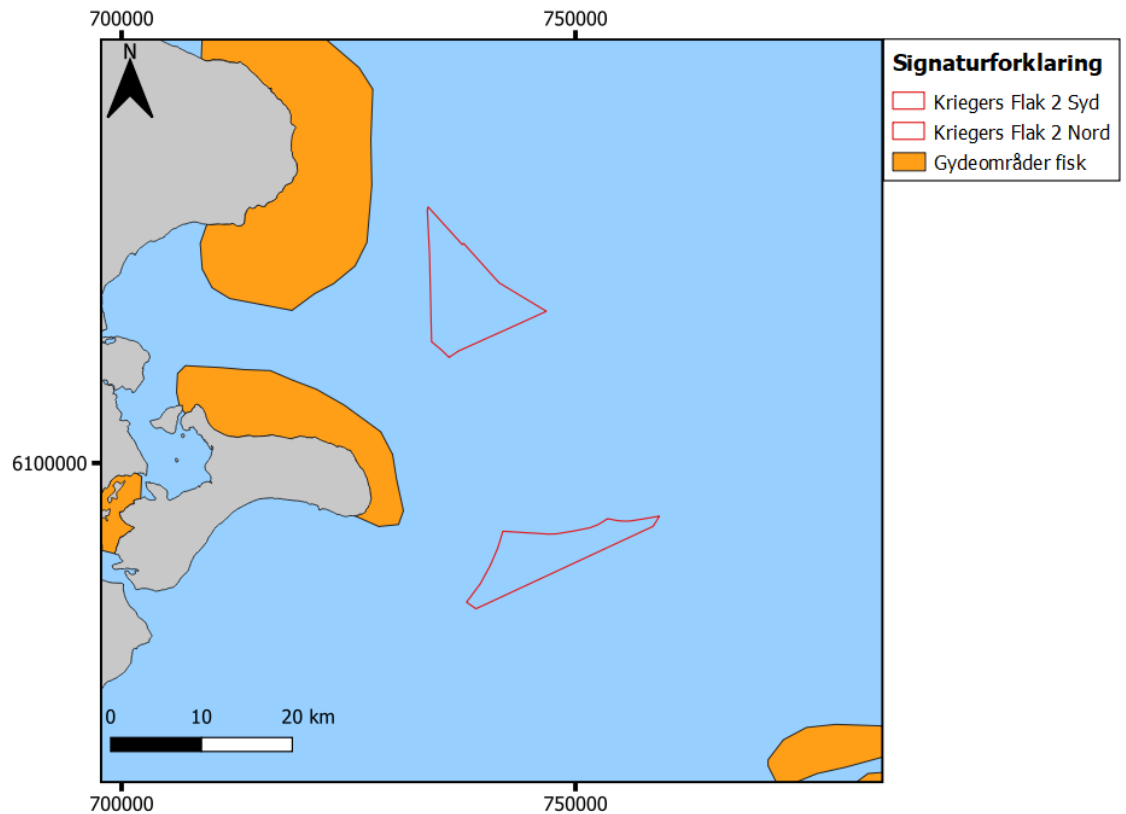 700000 750000
N
Signaturforklaring
Kriegers Flak 2 Syd
Kriegers Flak 2 Nord
Gydeområder fisk
6100000
0 10 20 km
700000 750000